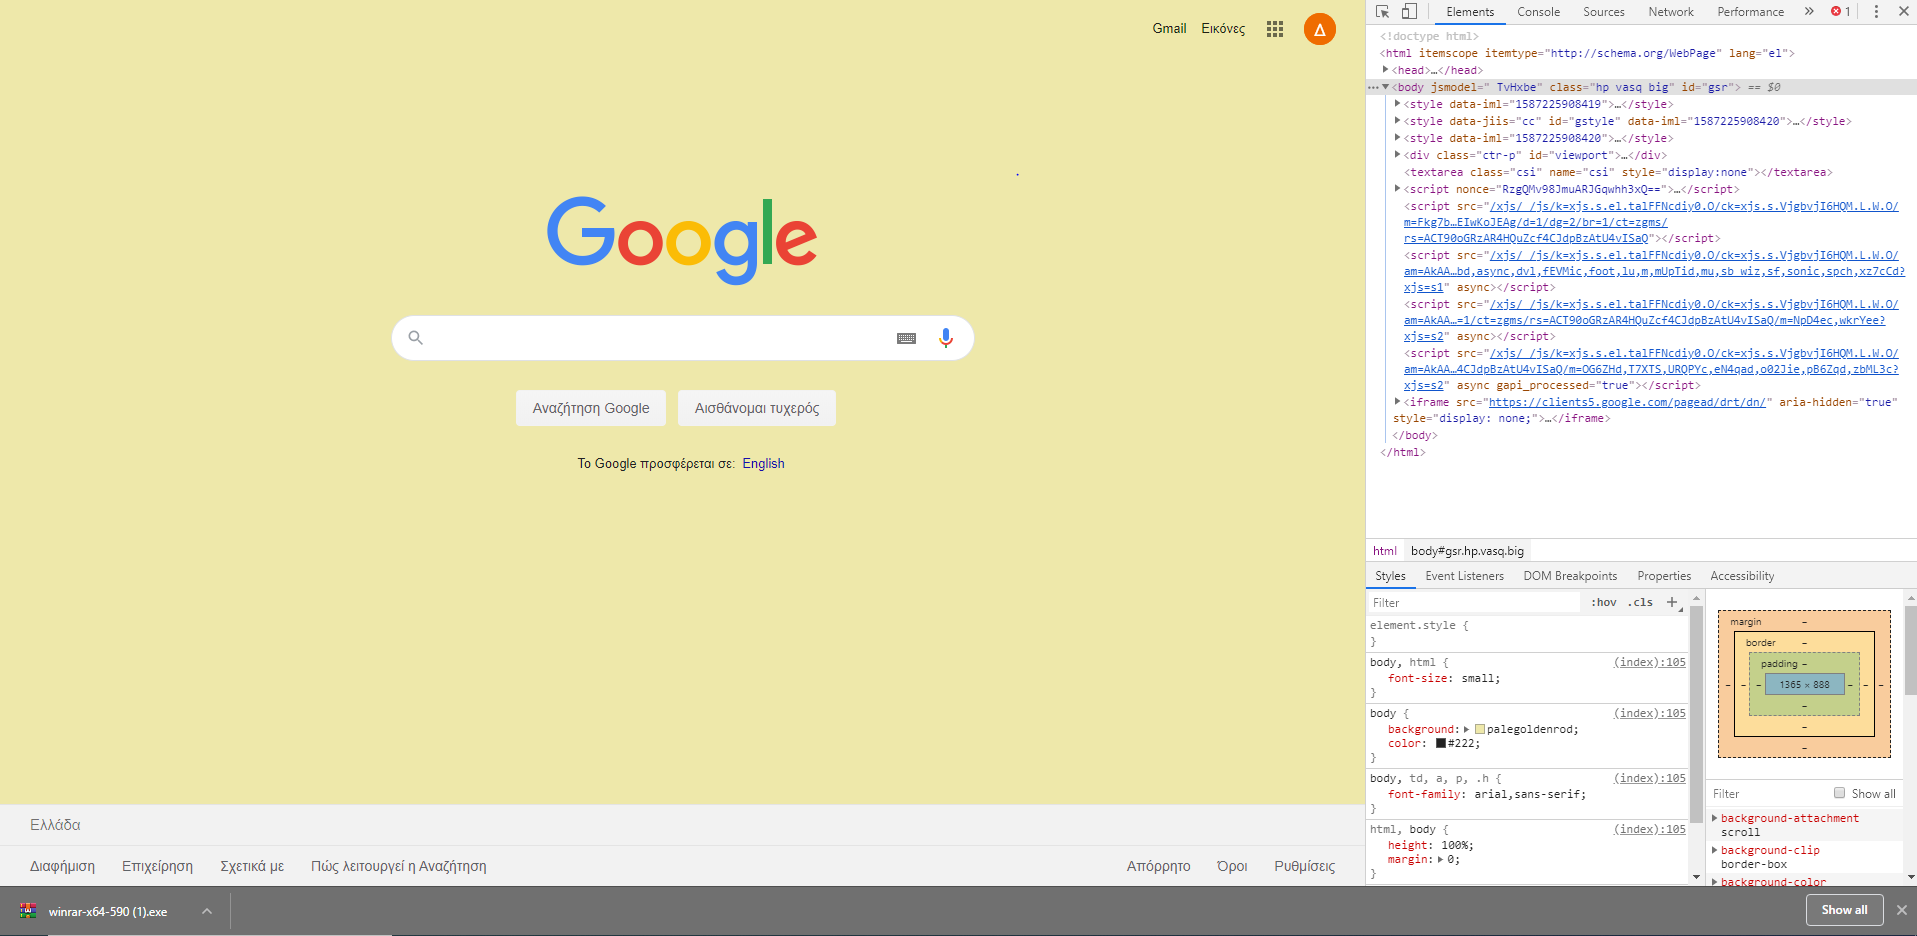 Gmail Εικόνες
Δ
Google
Αναζήτηση Google Αισθάνομαι τυχερός
Το Google προσφέρεται σε: English
Ελλάδα
Διαφήμιση Επιχείρηση Σχετικά με Πώς λειτουργεί η Αναζήτηση Απόρρητο Όροι Ρυθμίσεις
winrar-x64-590 (1).exe Show all
Elements Console Sources Network Performance » 1
<!doctype html>
<html itemscope itemtype="http://schema.org/WebPage" lang="el">
<head>…</head>
<body jsmodel=" TvHxbe" class="hp vasq big" id="gsr"> == $0
<style data-iml="1587225908419">…</style>
<style data-jiis="cc" id="gstyle" data-iml="1587225908420">…</style>
<style data-iml="1587225908420">…</style>
<div class="ctr-p" id="viewport">…</div>
<textarea class="csi" name="csi" style="display:none"></textarea>
<script nonce="RzgQMv98JmuARJGqwhh3xQ==">…</script>
<script src="/xjs/_/js/k=xjs.s.el.talFFNcdiy0.O/ck=xjs.s.VjgbvjI6HQM.L.W.O/
m=Fkg7b…EIwKoJEAg/d=1/dg=2/br=1/ct=zgms/
rs=ACT90oGRzAR4HQuZcf4CJdpBzAtU4vISaQ"></script>
<script src="/xjs/_/js/k=xjs.s.el.talFFNcdiy0.O/ck=xjs.s.VjgbvjI6HQM.L.W.O/
am=AkAA…bd,async,dvl,fEVMic,foot,lu,m,mUpTid,mu,sb_wiz,sf,sonic,spch,xz7cCd?
xjs=s1" async></script>
<script src="/xjs/_/js/k=xjs.s.el.talFFNcdiy0.O/ck=xjs.s.VjgbvjI6HQM.L.W.O/
am=AkAA…=1/ct=zgms/rs=ACT90oGRzAR4HQuZcf4CJdpBzAtU4vISaQ/m=NpD4ec,wkrYee?
xjs=s2" async></script>
<script src="/xjs/_/js/k=xjs.s.el.talFFNcdiy0.O/ck=xjs.s.VjgbvjI6HQM.L.W.O/
am=AkAA…4CJdpBzAtU4vISaQ/m=OG6ZHd,T7XTS,URQPYc,eN4qad,o02Jie,pB6Zqd,zbML3c?
xjs=s2" async gapi_processed="true"></script>
<iframe src="https://clients5.google.com/pagead/drt/dn/" aria-hidden="true"
style="display: none;">…</iframe>
</body>
</html>
html body#gsr.hp.vasq.big
Styles Event Listeners DOM Breakpoints Properties Accessibility
Filter :hov .cls +
element.style {
}
body, html { (index):105
font-size: small;
}
body { (index):105
background: palegoldenrod;
color: #222;
}
body, td, a, p, .h { (index):105
font-family: arial,sans-serif;
}
html, body { (index):105
height: 100%;
margin: 0;
}
margin –
border –
padding –
– – – 1365 × 888 – – –
–
–
–
Filter Show all
background-attachment
scroll
background-clip
border-box
background-color